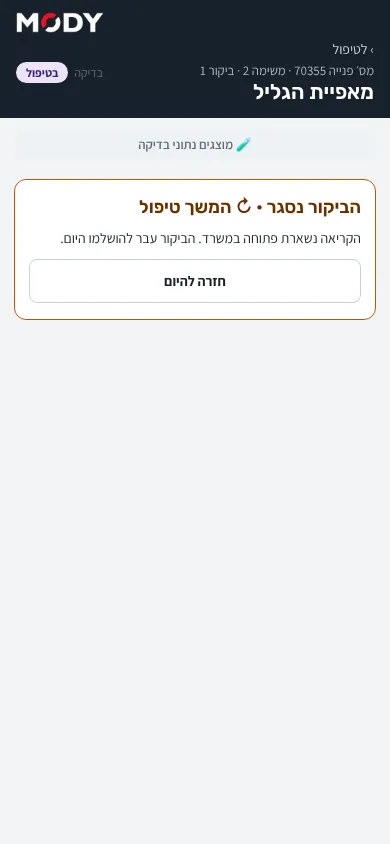 MODY
‹ לטיפול
מס׳ פנייה 70355 · משימה 2 · ביקור 1
בדיקה
בטיפול
מאפיית הגליל
🧪 מוצגים נתוני בדיקה
הביקור נסגר • ↻ המשך טיפול
הקריאה נשארת פתוחה במשרד. הביקור עבר להושלמו היום.
חזרה להיום